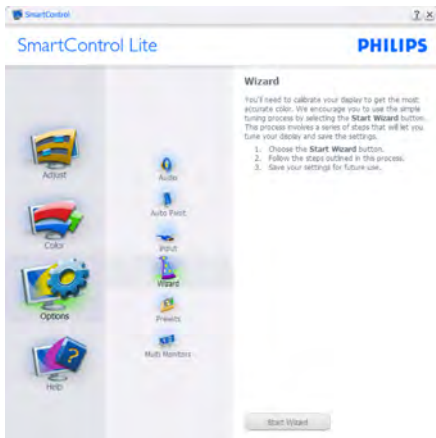 SmartControl
SmartControl Lite
PHILIPS
Adjust
Color
Options
Help
Audio
Auto Pivot
Input
Wizard
Presets
Multi Monitors
Wizard
You'll need to calibrate your display to get the most
accurate color. We encourage you to use the simple
tuning process by selecting the Start Wizard button.
This process involves a series of steps that will let you
tune your display and save the settings.
1. Choose the Start Wizard button.
2. Follow the steps outlined in this process.
3. Save your settings for future use.
Start Wizard